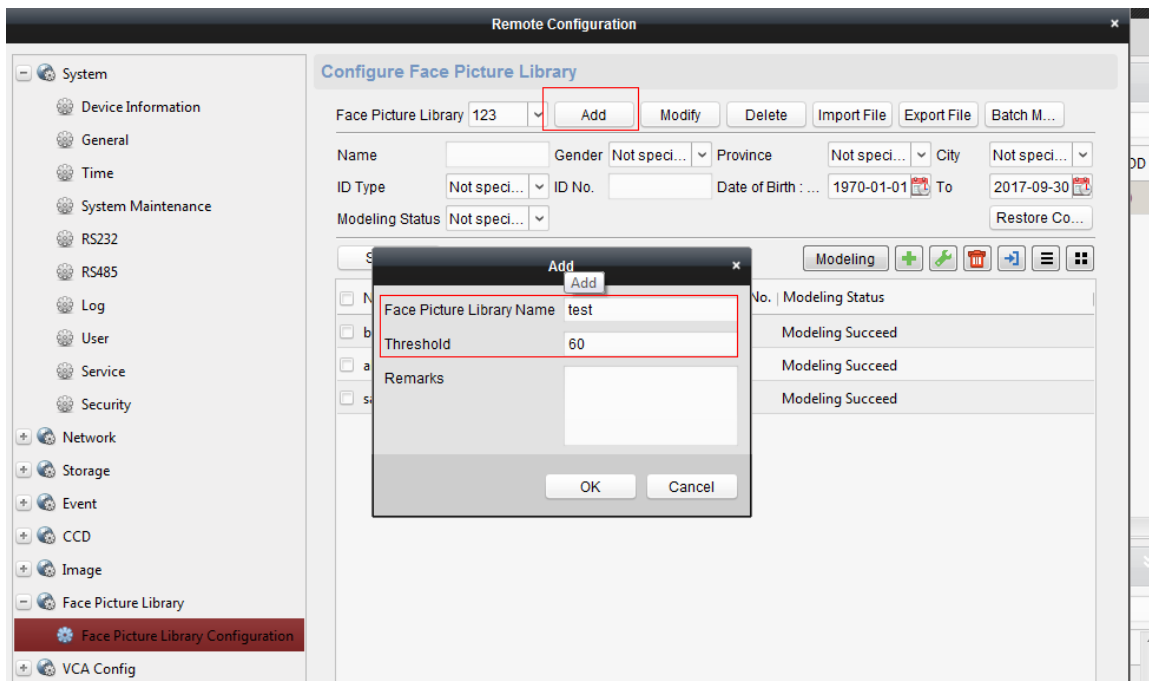 Remote Configuration
System
Device Information
General
Time
System Maintenance
RS232
RS485
Log
User
Service
Security
Network
Storage
Event
CCD
Image
Face Picture Library
Face Picture Library Configuration
VCA Config
Configure Face Picture Library
Face Picture Library 123 Add Modify Delete Import File Export File Batch M...
Name Gender Not speci... Province Not speci... City Not speci...
ID Type Not speci... ID No. Date of Birth : ... 1970-01-01 To 2017-09-30
Modeling Status Not speci... Restore Co...
S Modeling
N No. Modeling Status
b Modeling Succeed
a Modeling Succeed
sa Modeling Succeed
Add
Add
Face Picture Library Name test
Threshold 60
Remarks
OK Cancel